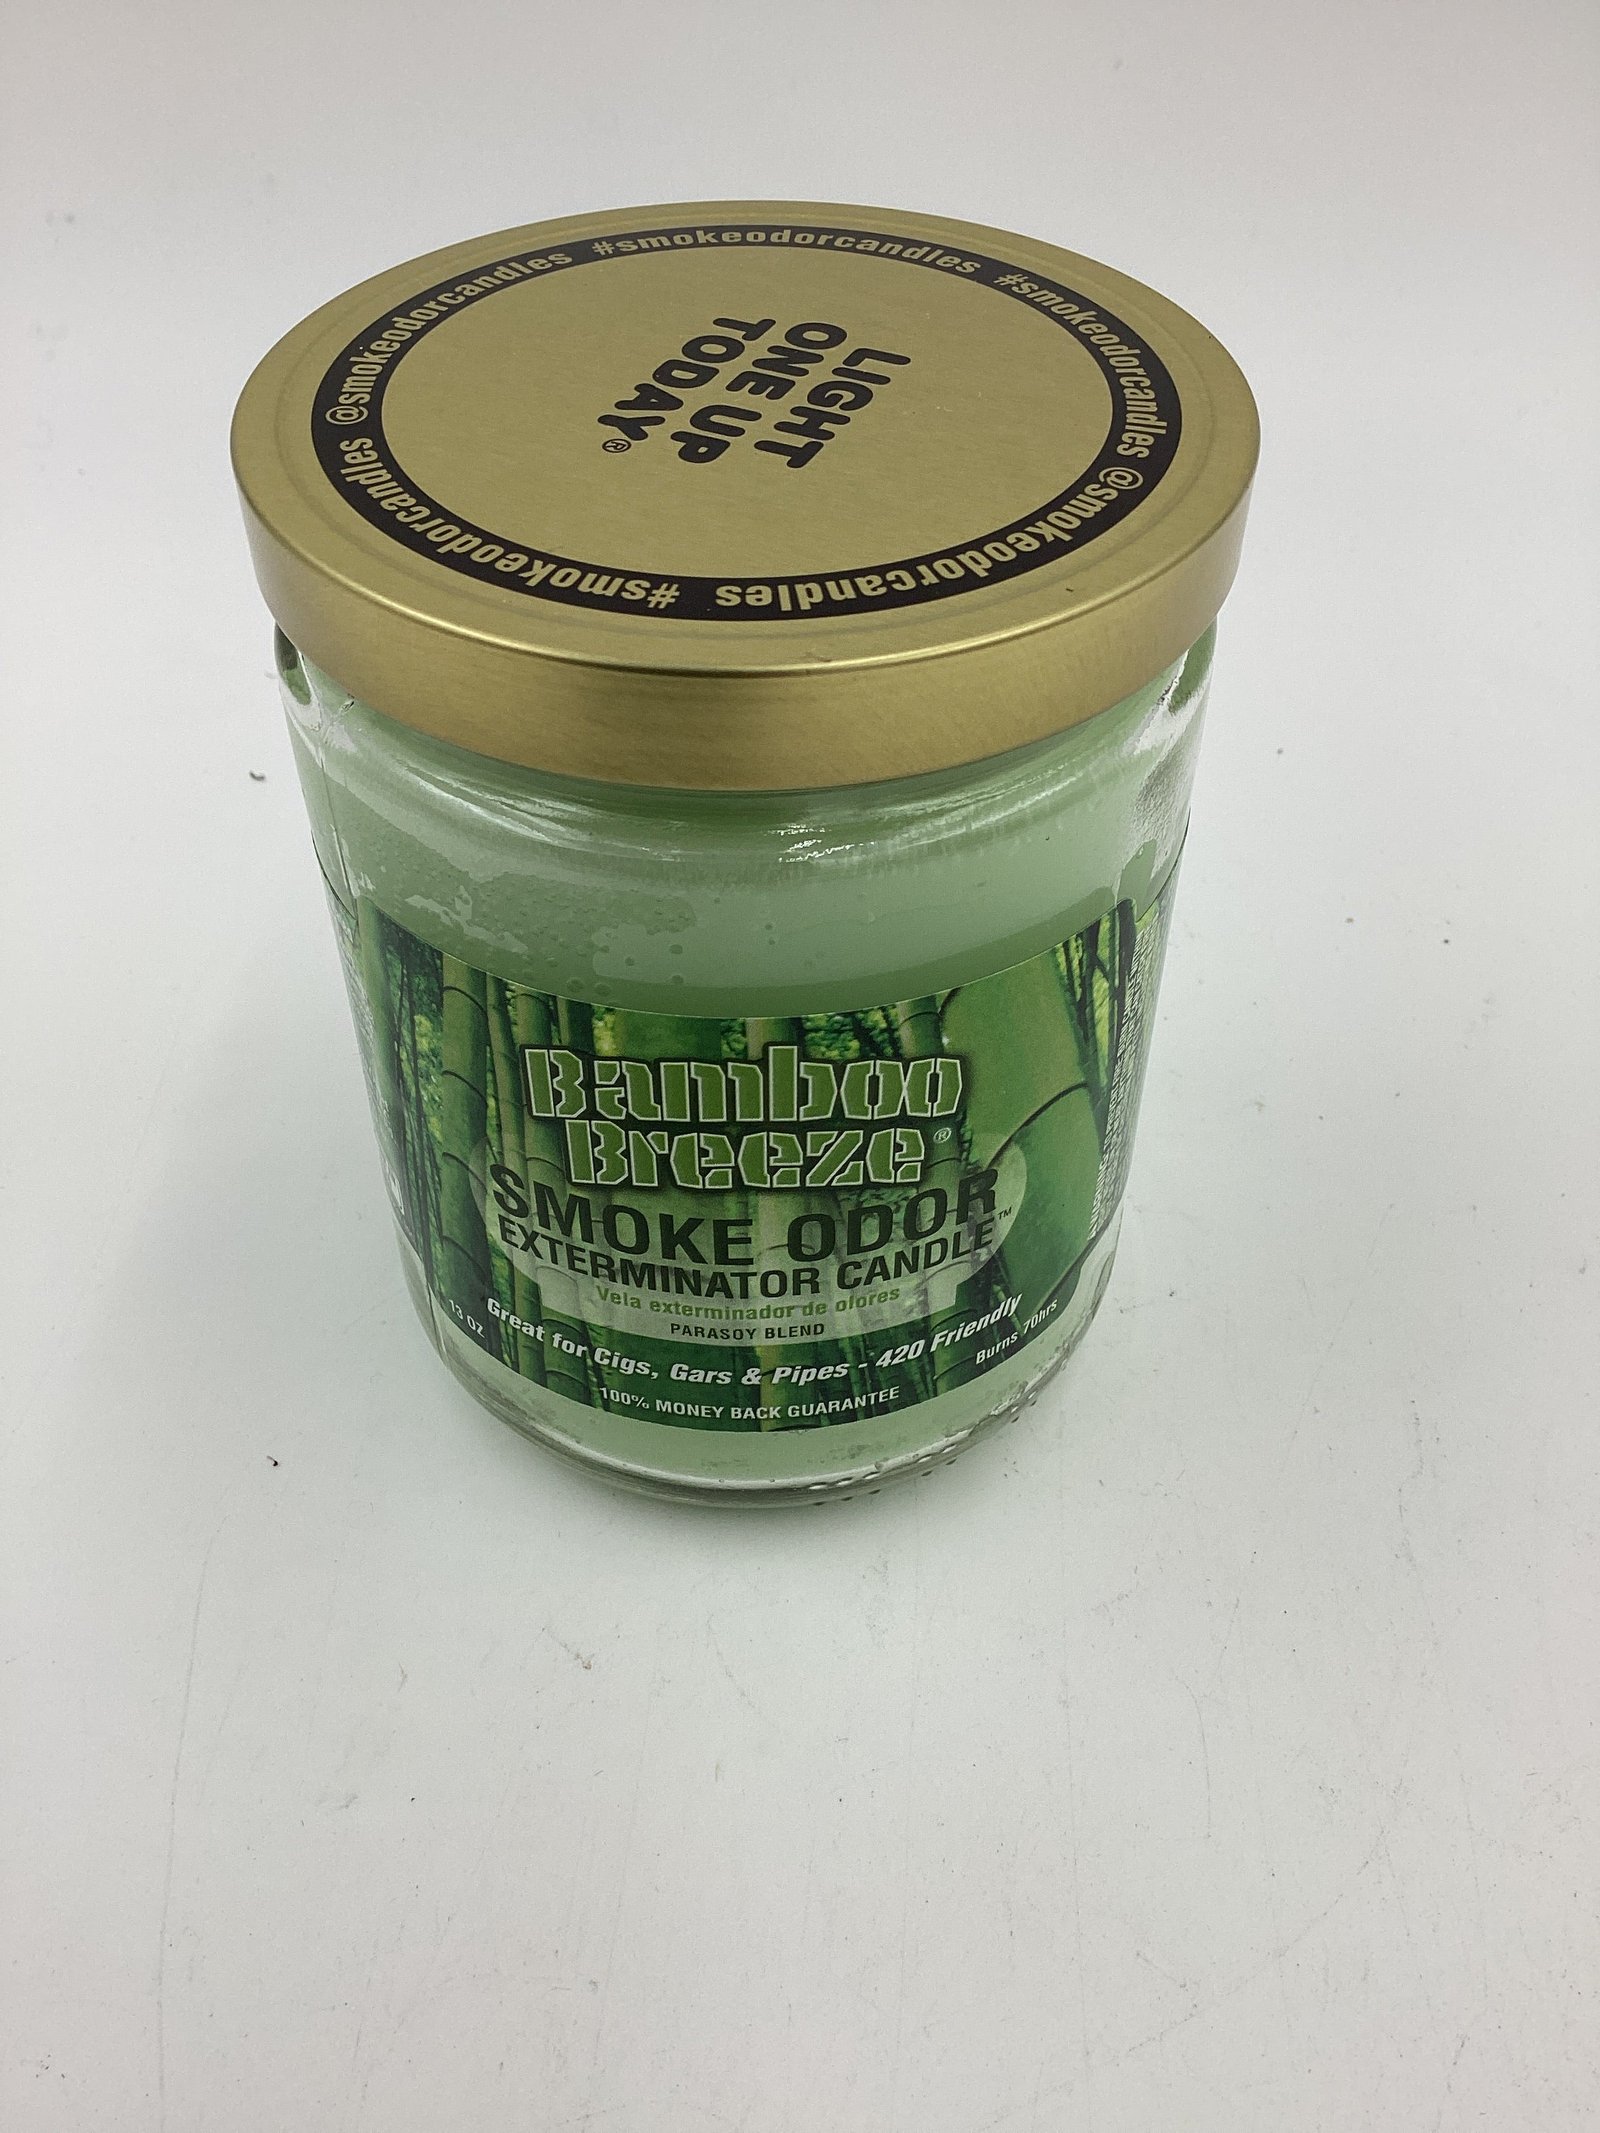 #smokeodorcandles #smokeodorcandles @smokeodorcandles #smokeodorcandles @smokeodorcandles
LIGHT
ONE UP
TODAY®
Bamboo
Breeze®
SMOKE ODOR
EXTERMINATOR CANDLE™
Vela exterminador de olores
PARASOY BLEND
13 OZ
Great for Cigs, Gars & Pipes - 420 Friendly
Burns 70hrs
100% MONEY BACK GUARANTEE